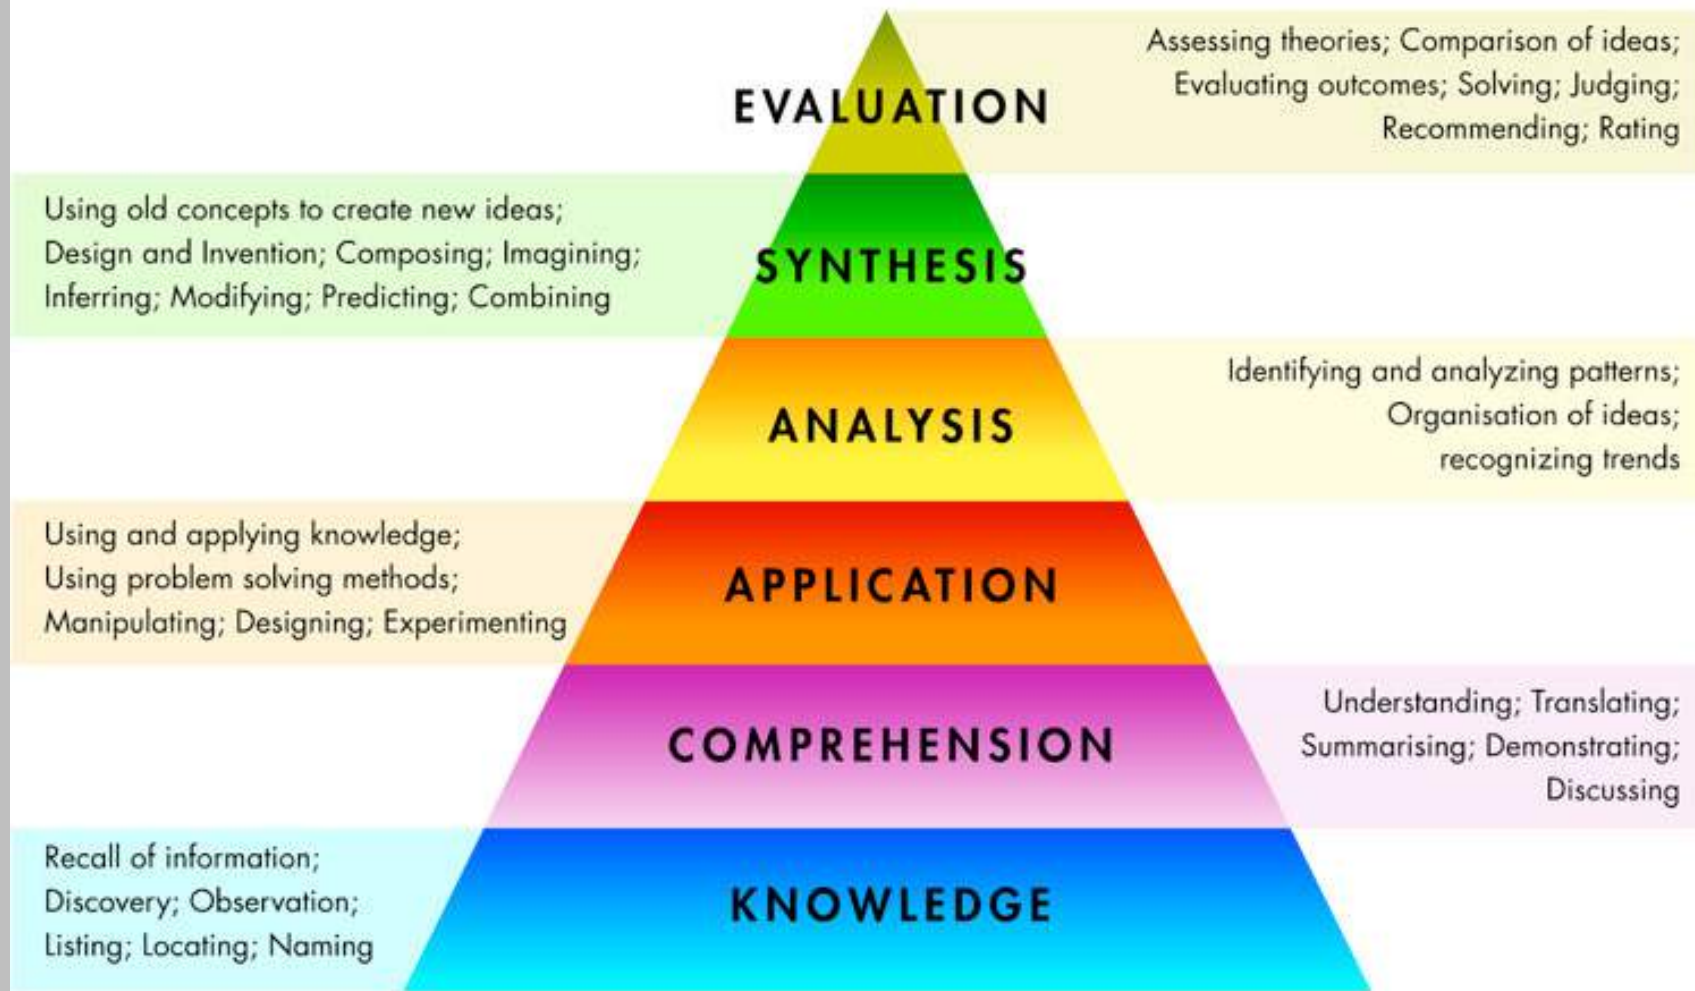 EVALUATION
Assessing theories; Comparison of ideas;
Evaluating outcomes; Solving; Judging;
Recommending; Rating
Using old concepts to create new ideas;
Design and Invention; Composing; Imagining;
Inferring; Modifying; Predicting; Combining
SYNTHESIS
ANALYSIS
Identifying and analyzing patterns;
Organisation of ideas;
recognizing trends
Using and applying knowledge;
Using problem solving methods;
Manipulating; Designing; Experimenting
APPLICATION
COMPREHENSION
Understanding; Translating;
Summarising; Demonstrating;
Discussing
Recall of information;
Discovery; Observation;
Listing; Locating; Naming
KNOWLEDGE